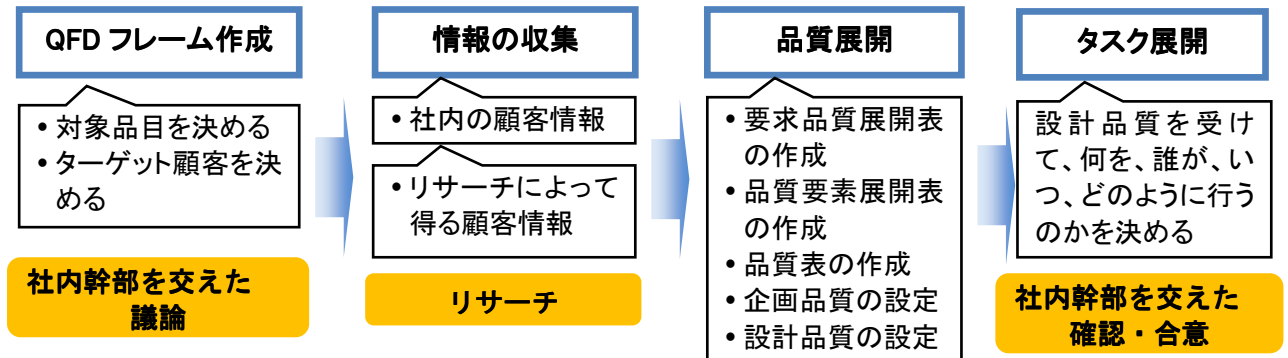 QFD フレーム作成
• 対象品目を決める
• ターゲット顧客を決
める
社内幹部を交えた
議論
情報の収集
• 社内の顧客情報
• リサーチによって
得る顧客情報
リサーチ
品質展開
• 要求品質展開表
の作成
• 品質要素展開表
の作成
• 品質表の作成
• 企画品質の設定
• 設計品質の設定
タスク展開
設計品質を受け
て、何を、誰が、い
つ、どのように行う
のかを決める
社内幹部を交えた
確認・合意